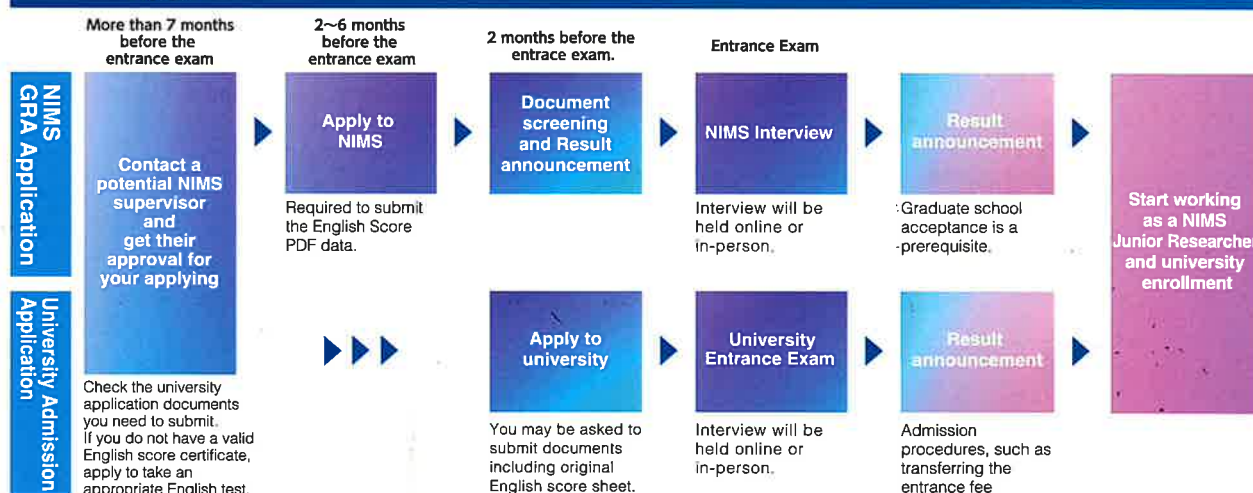 More than 7 months
before the
entrance exam
2~6 months
before the
entrance exam
2 months before the
entrace exam.
Entrance Exam
NIMS
GRA Application
Contact a
potential NIMS
supervisor
and
get their
approval for
your applying
Apply to
NIMS
Required to submit
the English Score
PDF data.
Document
screening
and Result
announcement
NIMS Interview
Interview will be
held online or
in-person.
Result
announcement
Graduate school
acceptance is a
prerequisite.
Start working
as a NIMS
Junior Researcher
and university
enrollment
University Admission
Application
Check the university
application documents
you need to submit.
If you do not have a valid
English score certificate,
apply to take an
appropriate English test.
Apply to
university
You may be asked to
submit documents
including original
English score sheet.
University
Entrance Exam
Interview will be
held online or
in-person.
Result
announcement
Admission
procedures, such as
transferring the
entrance fee